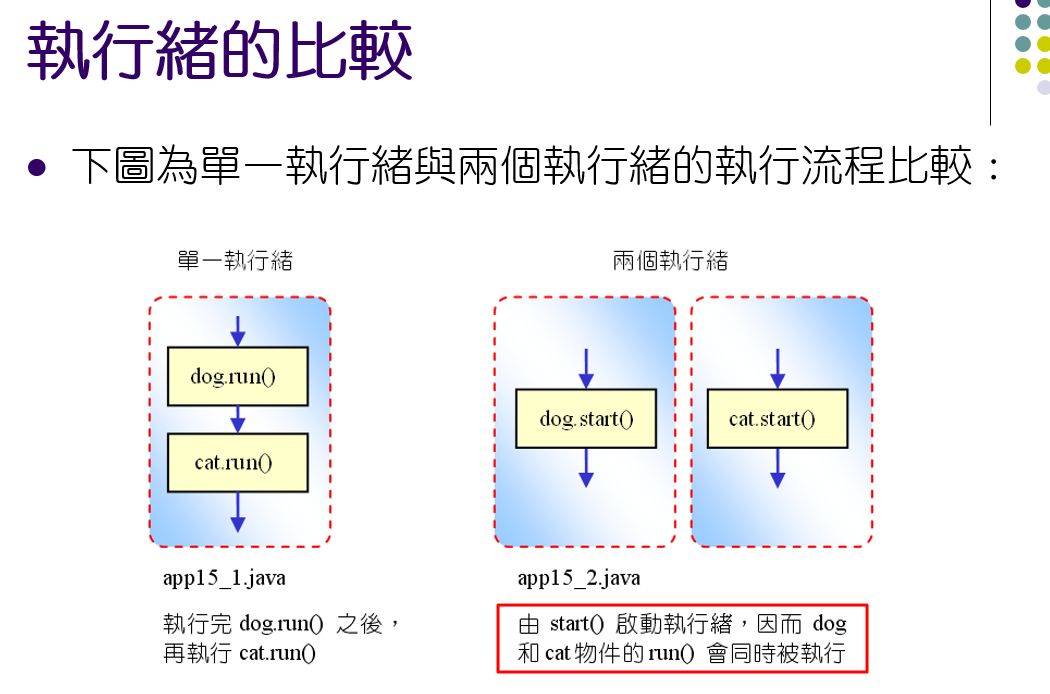 執行緒的比較
下圖為單一執行緒與兩個執行緒的執行流程比較：
單一執行緒
dog.run()
cat.run()
app15_1.java
執行完 dog.run() 之後，
再執行 cat.run()
兩個執行緒
dog.start()
cat.start()
app15_2.java
由 start() 啟動執行緒，因而 dog
和 cat 物件的 run() 會同時被執行